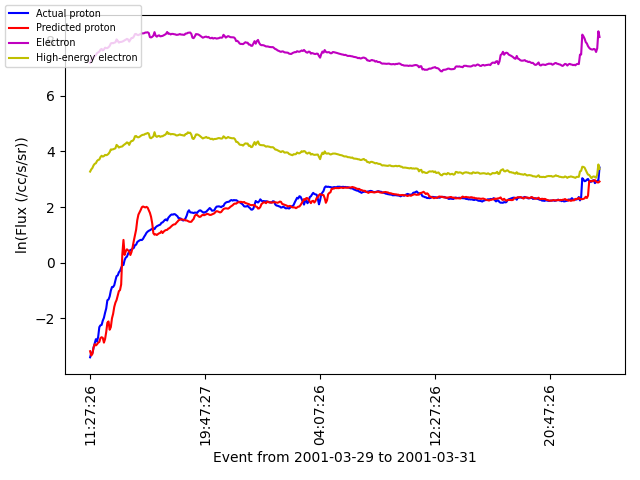 Actual proton
Predicted proton
Electron
High-energy electron
ln(Flux (/cc/s/sr))
6
4
2
0
−2
11:27:26
19:47:27
04:07:26
12:27:26
20:47:26
Event from 2001-03-29 to 2001-03-31